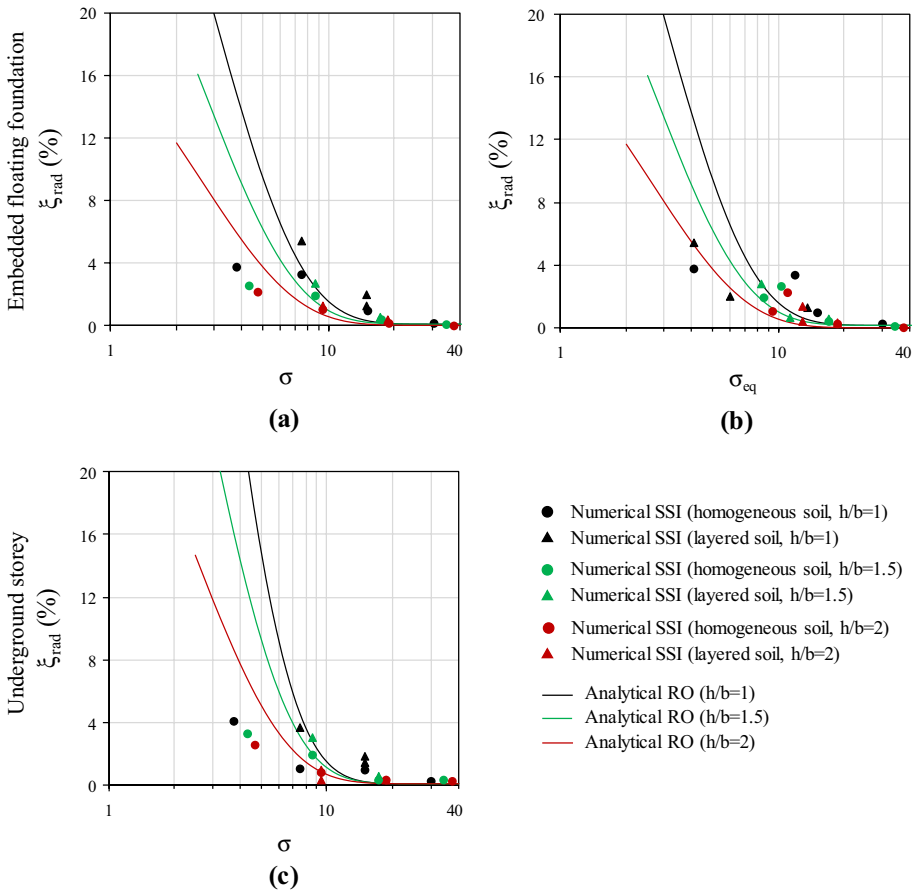 Embedded floating foundation
ξrad (%)
20
16
12
8
4
0
1
10
40
σ
(a)
ξrad (%)
20
16
12
8
4
0
1
10
40
σeq
(b)
Underground storey
ξrad (%)
20
16
12
8
4
0
1
10
40
σ
(c)
Numerical SSI (homogeneous soil, h/b=1)
Numerical SSI (layered soil, h/b=1)
Numerical SSI (homogeneous soil, h/b=1.5)
Numerical SSI (layered soil, h/b=1.5)
Numerical SSI (homogeneous soil, h/b=2)
Numerical SSI (layered soil, h/b=2)
Analytical RO (h/b=1)
Analytical RO (h/b=1.5)
Analytical RO (h/b=2)